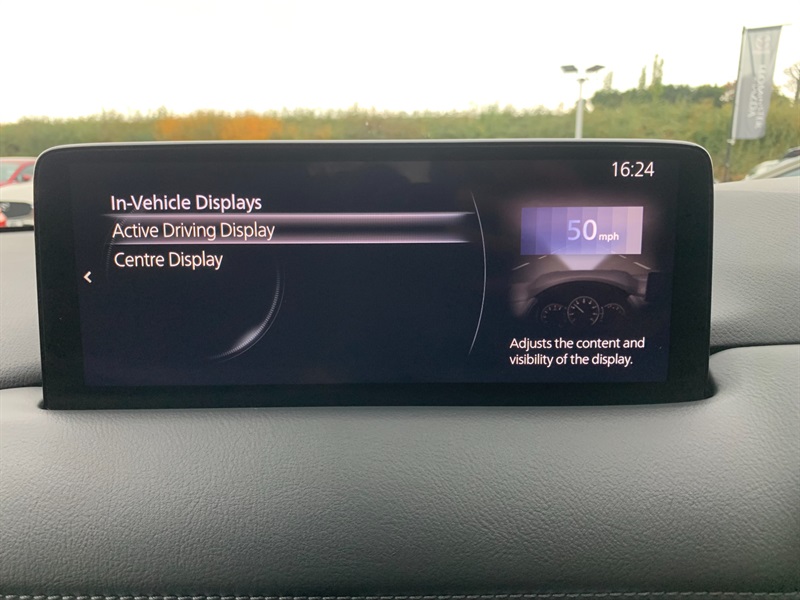 16:24
In-Vehicle Displays
Active Driving Display
Centre Display
50 mph
Adjusts the content and
visibility of the display.